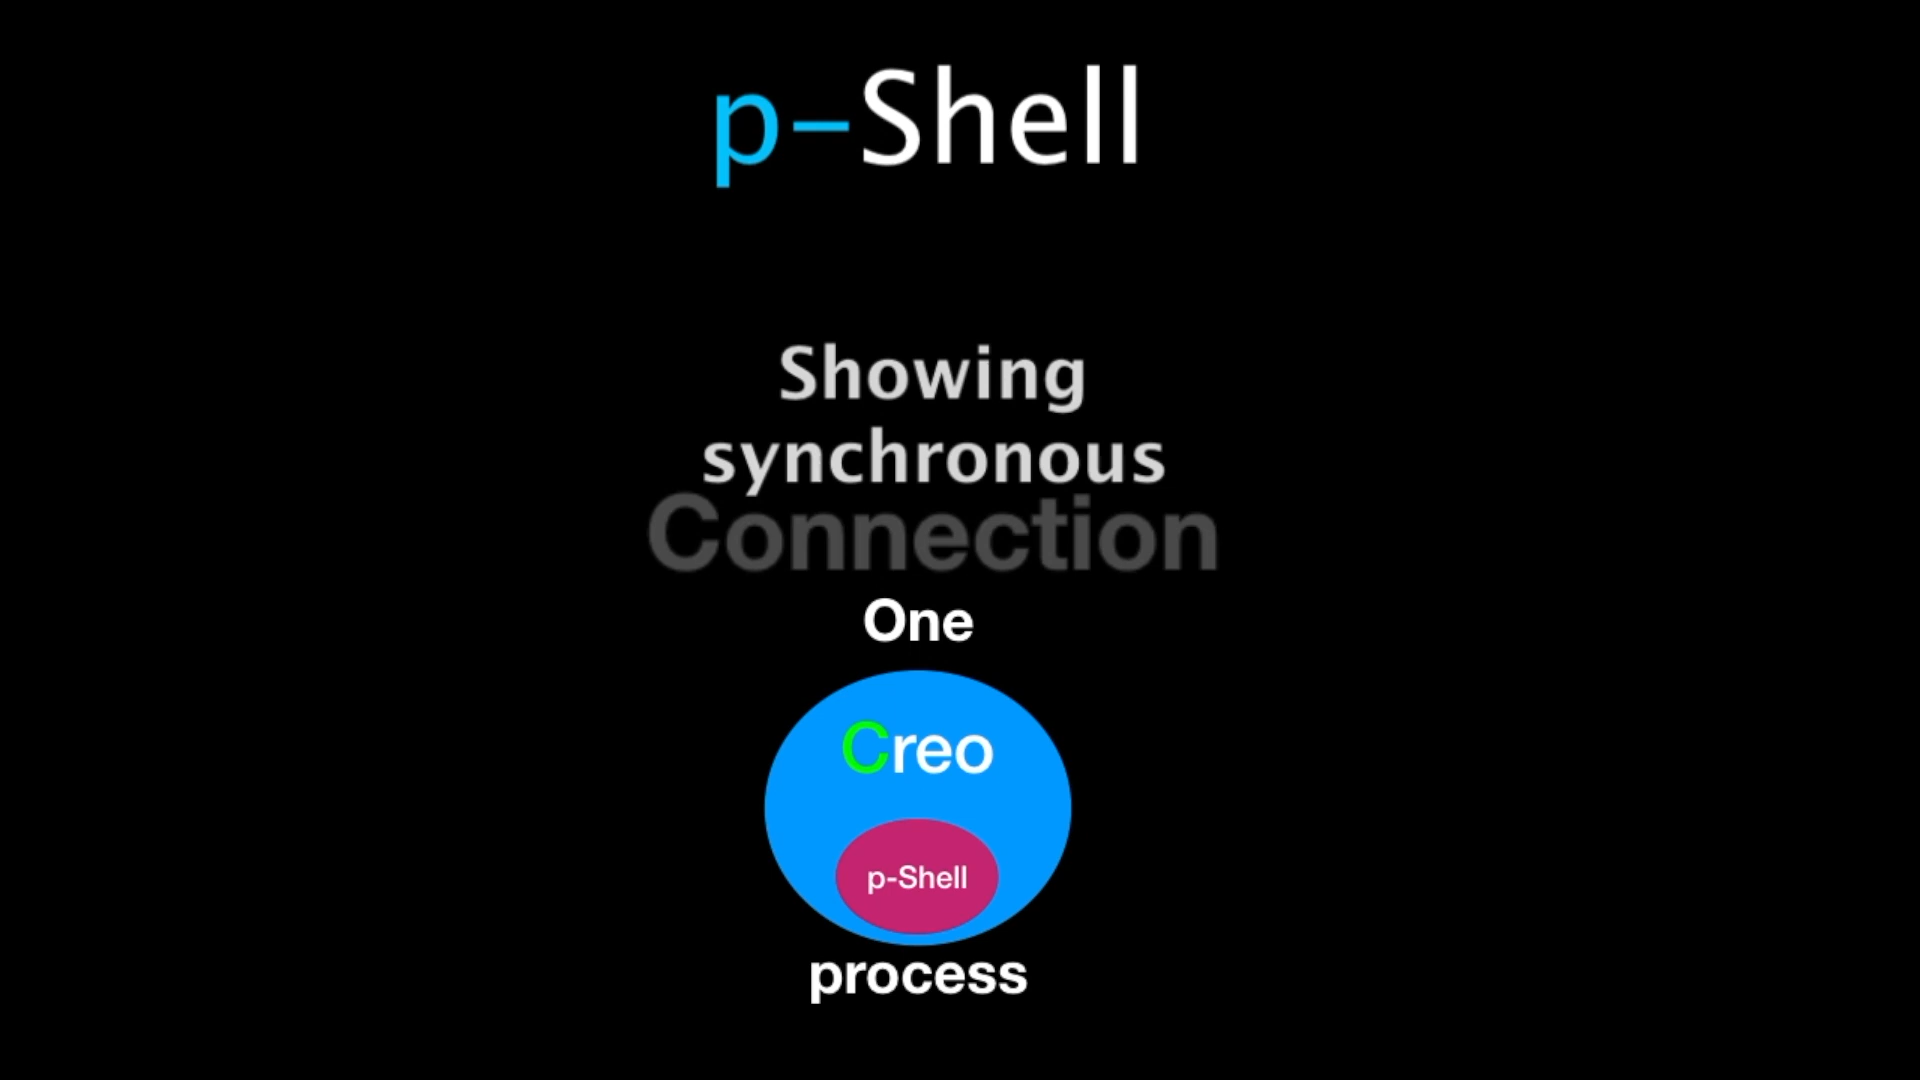 p-Shell
Showing
synchronous
Connection
One
Creo
p-Shell
process